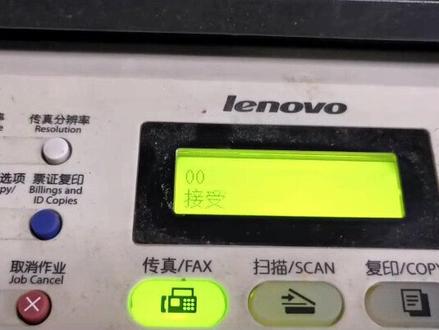 lenovo
传真分辨率
Resolution
选项
票证复印
Billings and
ID Copies
00
接受
取消作业
Job Cancel
传真/FAX
扫描/SCAN
复印/COPY